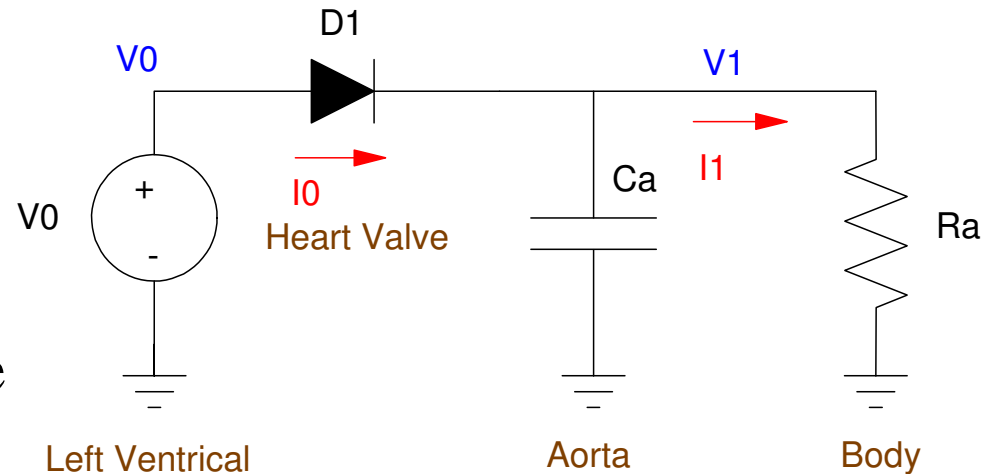 D1
V0
V1
+
V0
I0
Ca
I1
Ra
Heart Valve
-
e
Left Ventrical
Aorta
Body